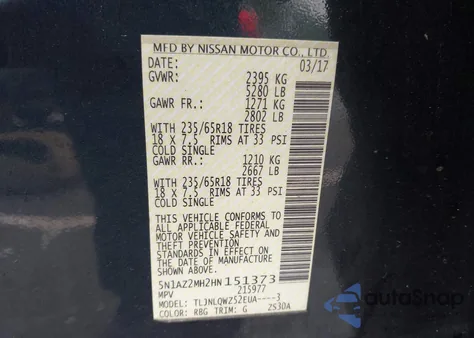 MFD BY NISSAN MOTOR CO., LTD.
DATE: 03/17
GVWR: 2395 KG
5280 LB
GAWR FR.: 1271 KG
2802 LB
WITH 235/65R18 TIRES
18 X 7.5 RIMS AT 33 PSI
COLD SINGLE
GAWR RR.: 1210 KG
2667 LB
WITH 235/65R18 TIRES
18 X 7.5 RIMS AT 33 PSI
COLD SINGLE
THIS VEHICLE CONFORMS TO
ALL APPLICABLE FEDERAL
MOTOR VEHICLE SAFETY AND
THEFT PREVENTION
STANDARDS IN EFFECT ON
THE DATE OF MANUFACTURE
SHOWN ABOVE
5N1AZ2MH2HN151373
MPV 215977
MODEL: TLJNLQWZ52EUA----3
COLOR: RBG TRIM: G ZS3DA
autoSnap